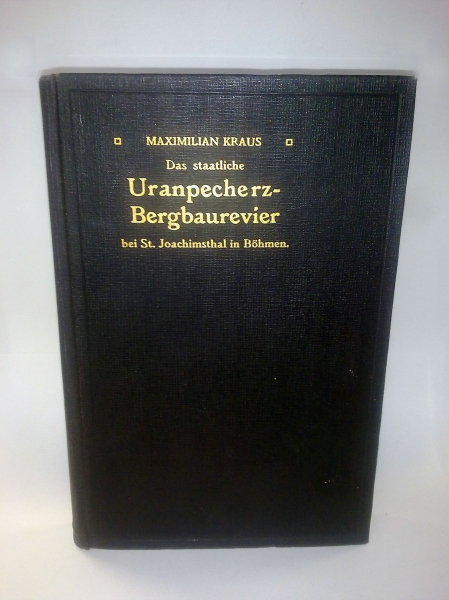 MAXIMILIAN KRAUS
Das staatliche
Uranpecherz-
Bergbaurevier
bei St. Joachimsthal in Böhmen.